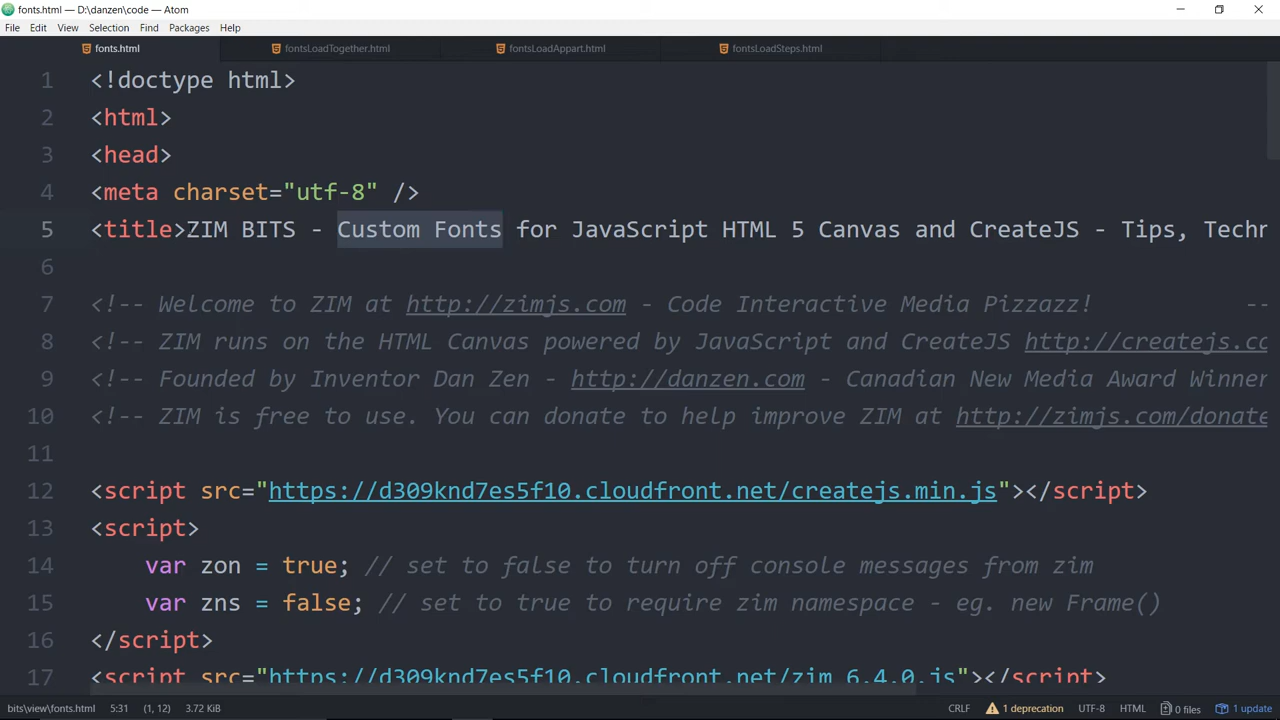 fonts.html — D:\danzen\code — Atom
File Edit View Selection Find Packages Help
fonts.html fontsLoadTogether.html fontsLoadAppart.html fontsLoadSteps.html
1 <!doctype html>
2 <html>
3 <head>
4 <meta charset="utf-8" />
5 <title>ZIM BITS - Custom Fonts for JavaScript HTML 5 Canvas and CreateJS - Tips, Techn
6
7 <!-- Welcome to ZIM at http://zimjs.com - Code Interactive Media Pizzazz! --
8 <!-- ZIM runs on the HTML Canvas powered by JavaScript and CreateJS http://createjs.co
9 <!-- Founded by Inventor Dan Zen - http://danzen.com - Canadian New Media Award Winner
10 <!-- ZIM is free to use. You can donate to help improve ZIM at http://zimjs.com/donate
11
12 <script src="https://d309knd7es5f10.cloudfront.net/createjs.min.js"></script>
13 <script>
14 var zon = true; // set to false to turn off console messages from zim
15 var zns = false; // set to true to require zim namespace - eg. new Frame()
16 </script>
17 <script src="https://d309knd7es5f10.cloudfront.net/zim_6.4.0.js"></script>
bits\view\fonts.html 5:31 (1, 12) 3.72 KiB CRLF 1 deprecation UTF-8 HTML 0 files 1 update